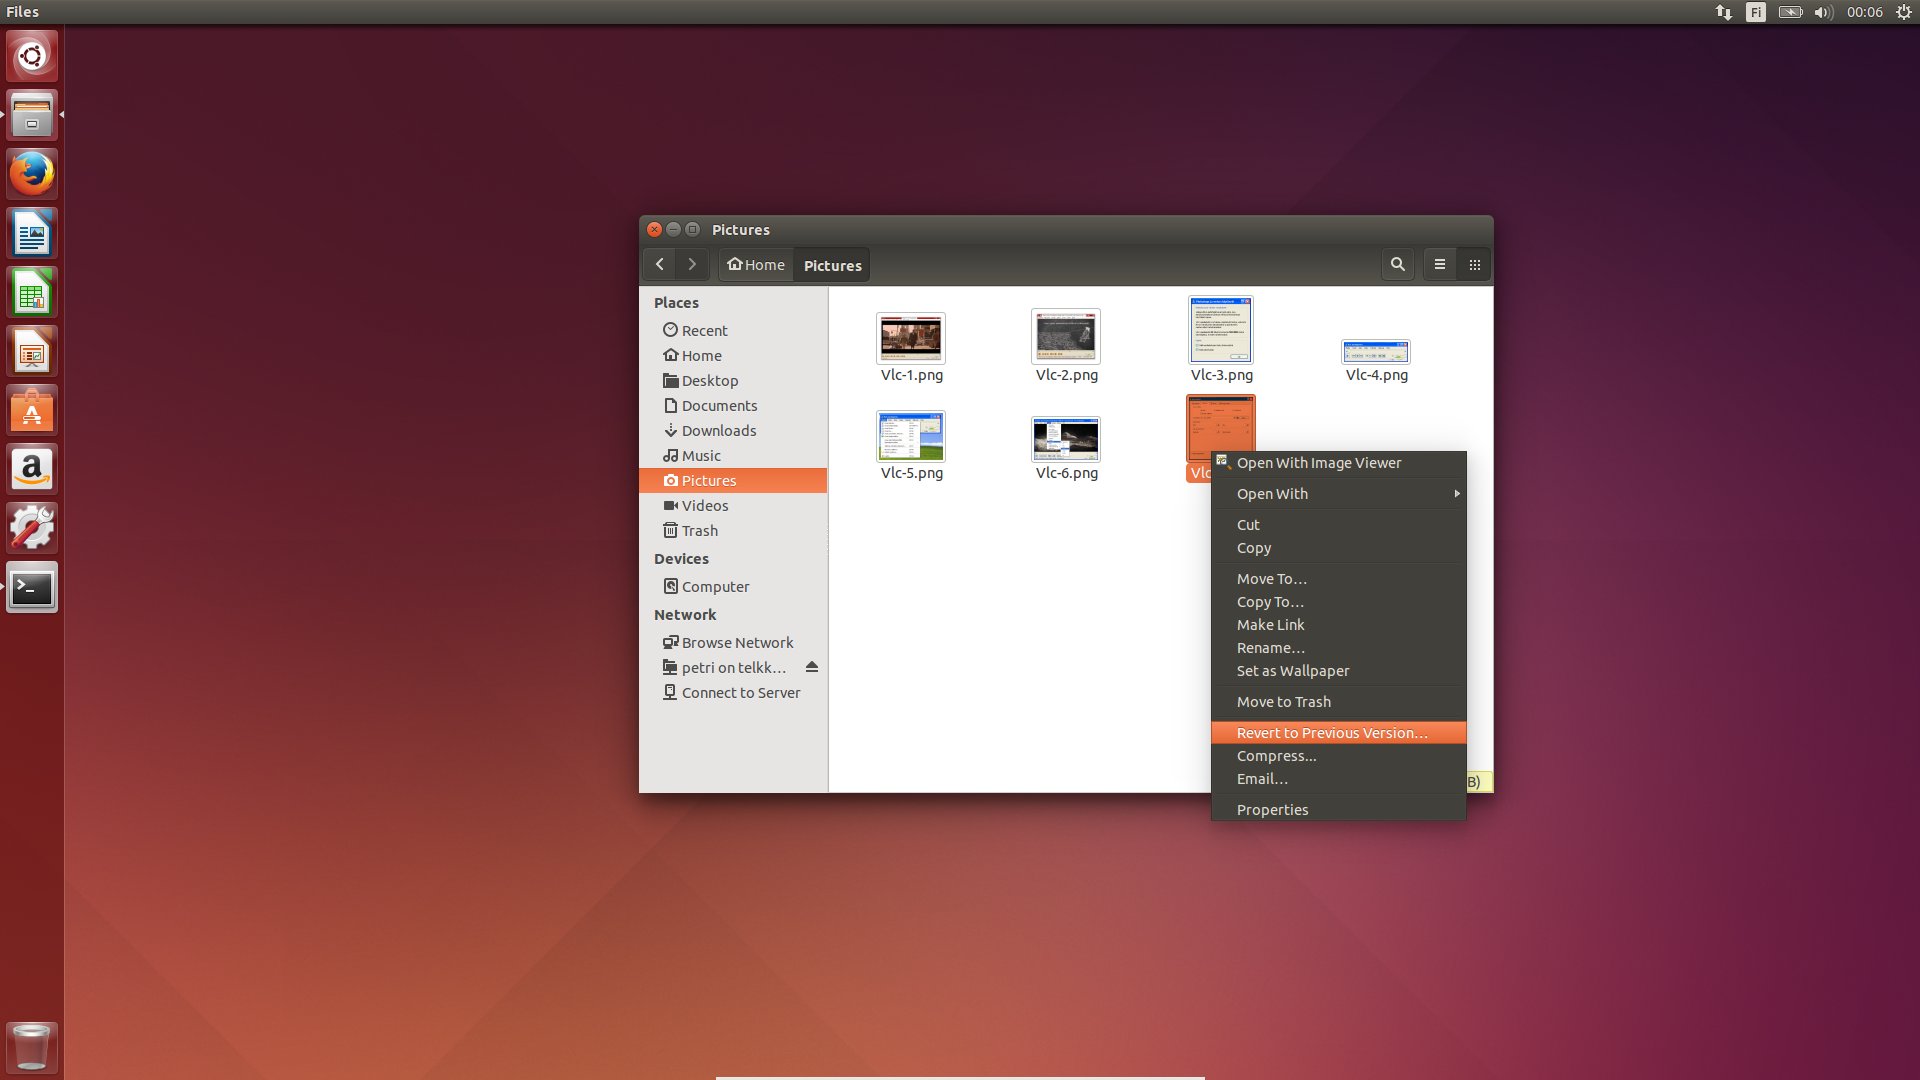 Files
Fi
00:06
Pictures
Home
Pictures
Places
Recent
Home
Desktop
Documents
Downloads
Music
Pictures
Videos
Trash
Devices
Computer
Network
Browse Network
petri on telkk…
Connect to Server
Vlc-1.png
Vlc-2.png
Vlc-3.png
Vlc-4.png
Vlc-5.png
Vlc-6.png
Vlc
Open With Image Viewer
Open With
Cut
Copy
Move To…
Copy To…
Make Link
Rename…
Set as Wallpaper
Move to Trash
Revert to Previous Version…
Compress...
Email…
Properties
B)